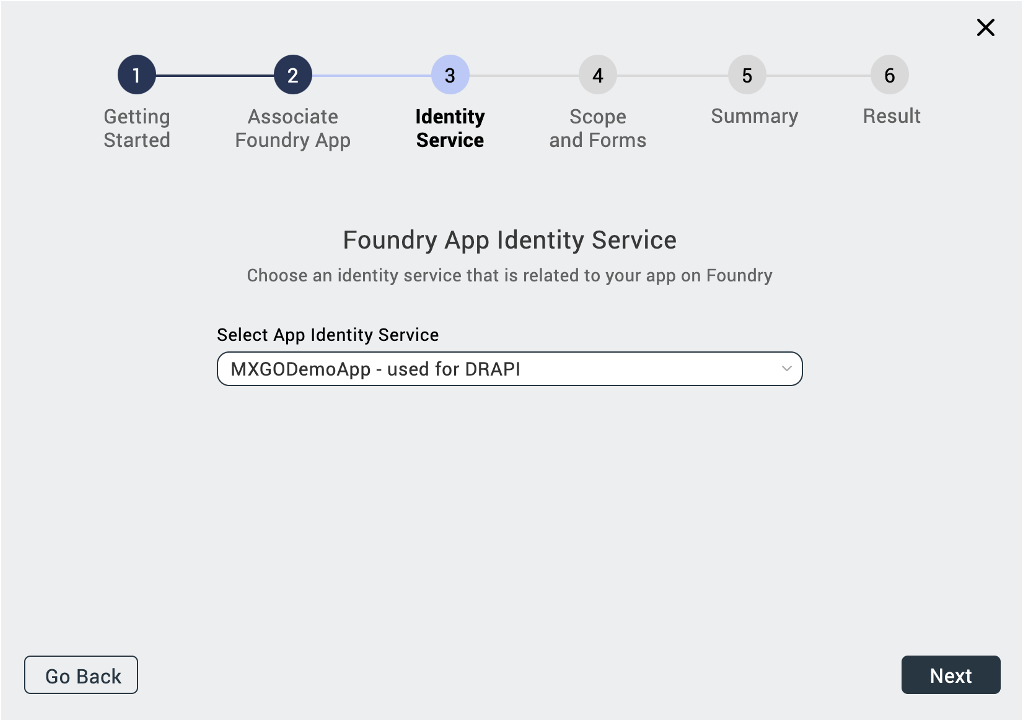 1 2 3 4 5 6
Getting Associate Identity Scope Summary Result
Started Foundry App Service and Forms
Foundry App Identity Service
Choose an identity service that is related to your app on Foundry
Select App Identity Service
MXGODemoApp - used for DRAPI
Go Back Next